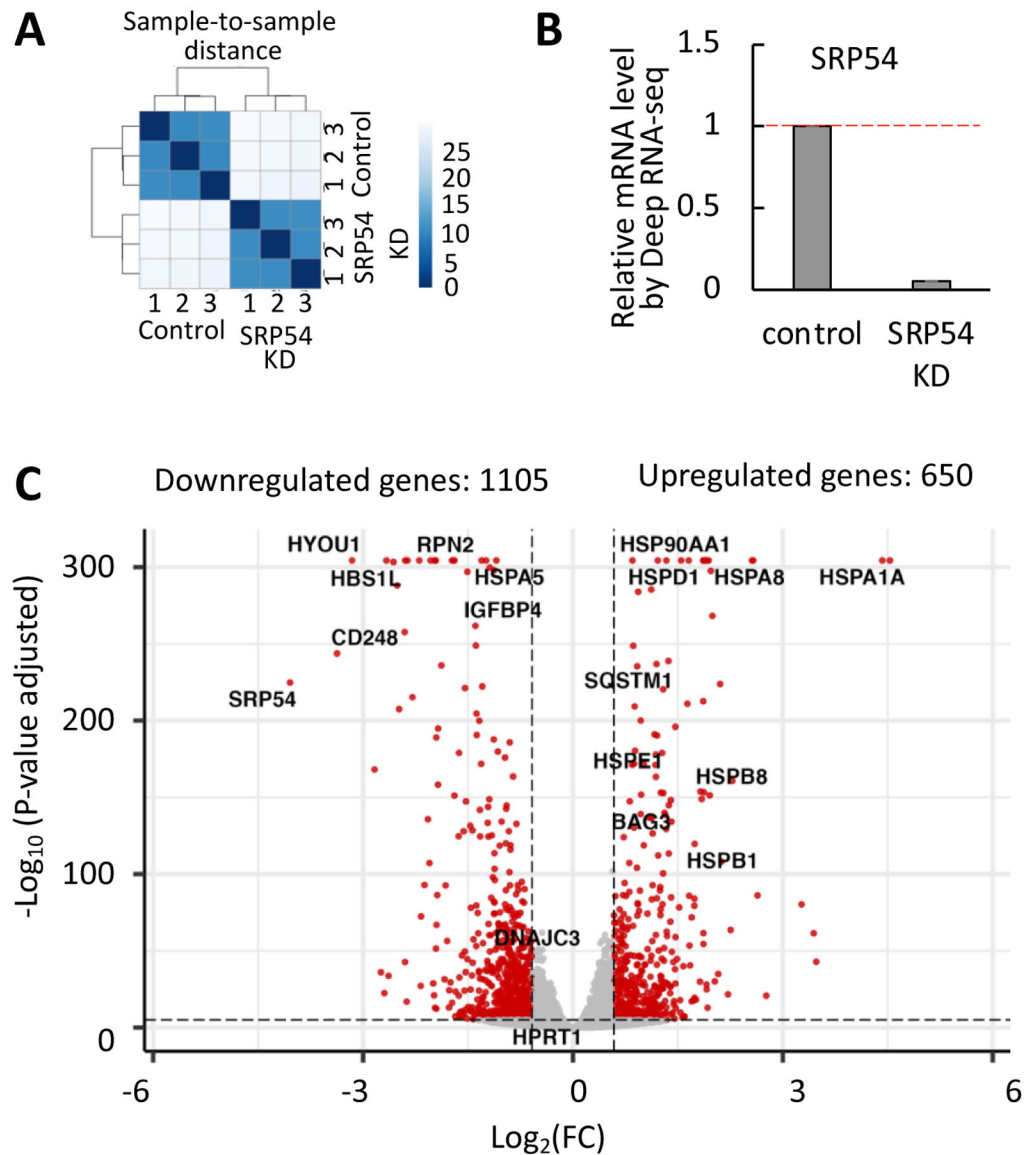 A
Sample-to-sample
distance
3
2
1
Control
3
2
1
SRP54
KD
25
20
15
10
5
0
1 2 3
Control
1 2 3
SRP54
KD
B
SRP54
Relative mRNA level
by Deep RNA-seq
1.5
1
0.5
0
control
SRP54
KD
C
Downregulated genes: 1105
Upregulated genes: 650
-Log10 (P-value adjusted)
300
200
100
0
HYOU1
RPN2
HSP90AA1
HBS1L
HSPA5
HSPD1
HSPA8
HSPA1A
IGFBP4
CD248
SRP54
SQSTM1
HSPE1
HSPB8
BAG3
HSPB1
DNAJC3
HPRT1
-6
-3
0
3
6
Log2(FC)